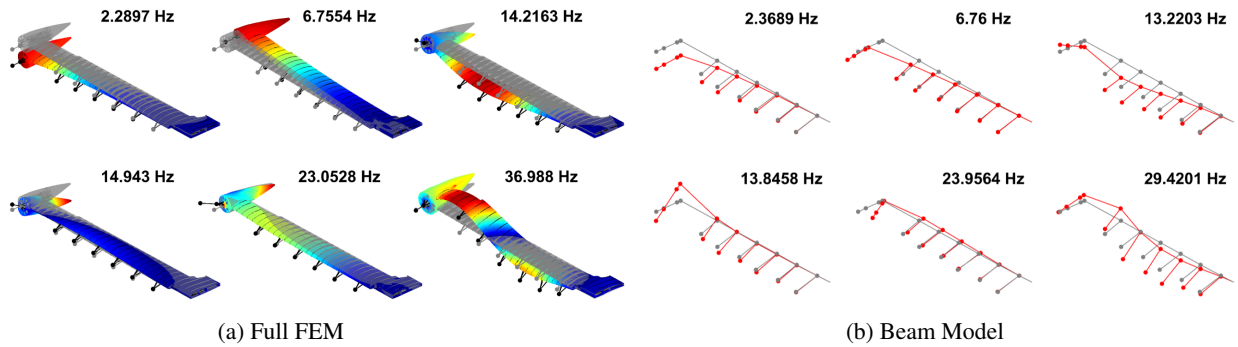 2.2897 Hz 6.7554 Hz 14.2163 Hz 2.3689 Hz 6.76 Hz 13.2203 Hz
14.943 Hz 23.0528 Hz 36.988 Hz 13.8458 Hz 23.9564 Hz 29.4201 Hz
(a) Full FEM (b) Beam Model